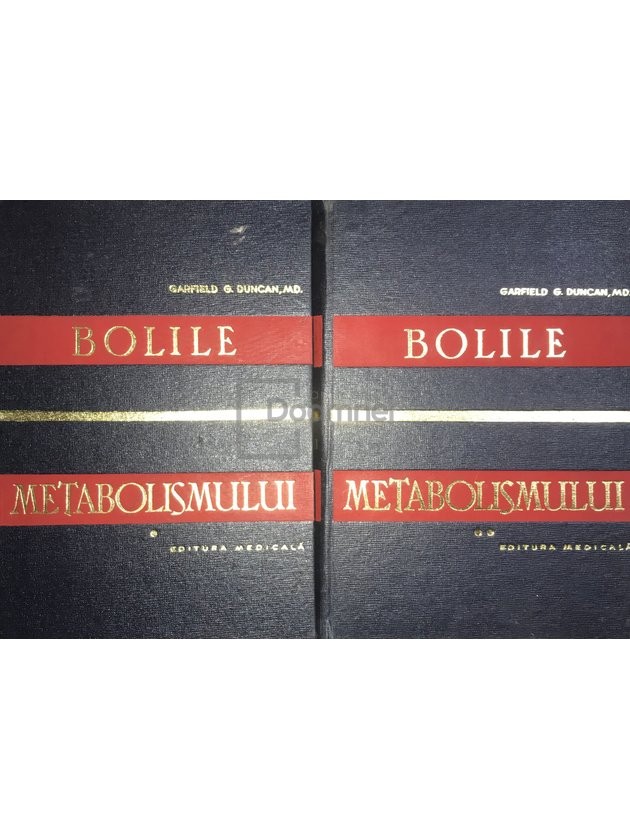 GARFIELD G. DUNCAN, MD.
BOLILE
METABOLISMULUI
EDITURA MEDICALĂ
GARFIELD G. DUNCAN, MD.
BOLILE
METABOLISMULUI
EDITURA MEDICALĂ